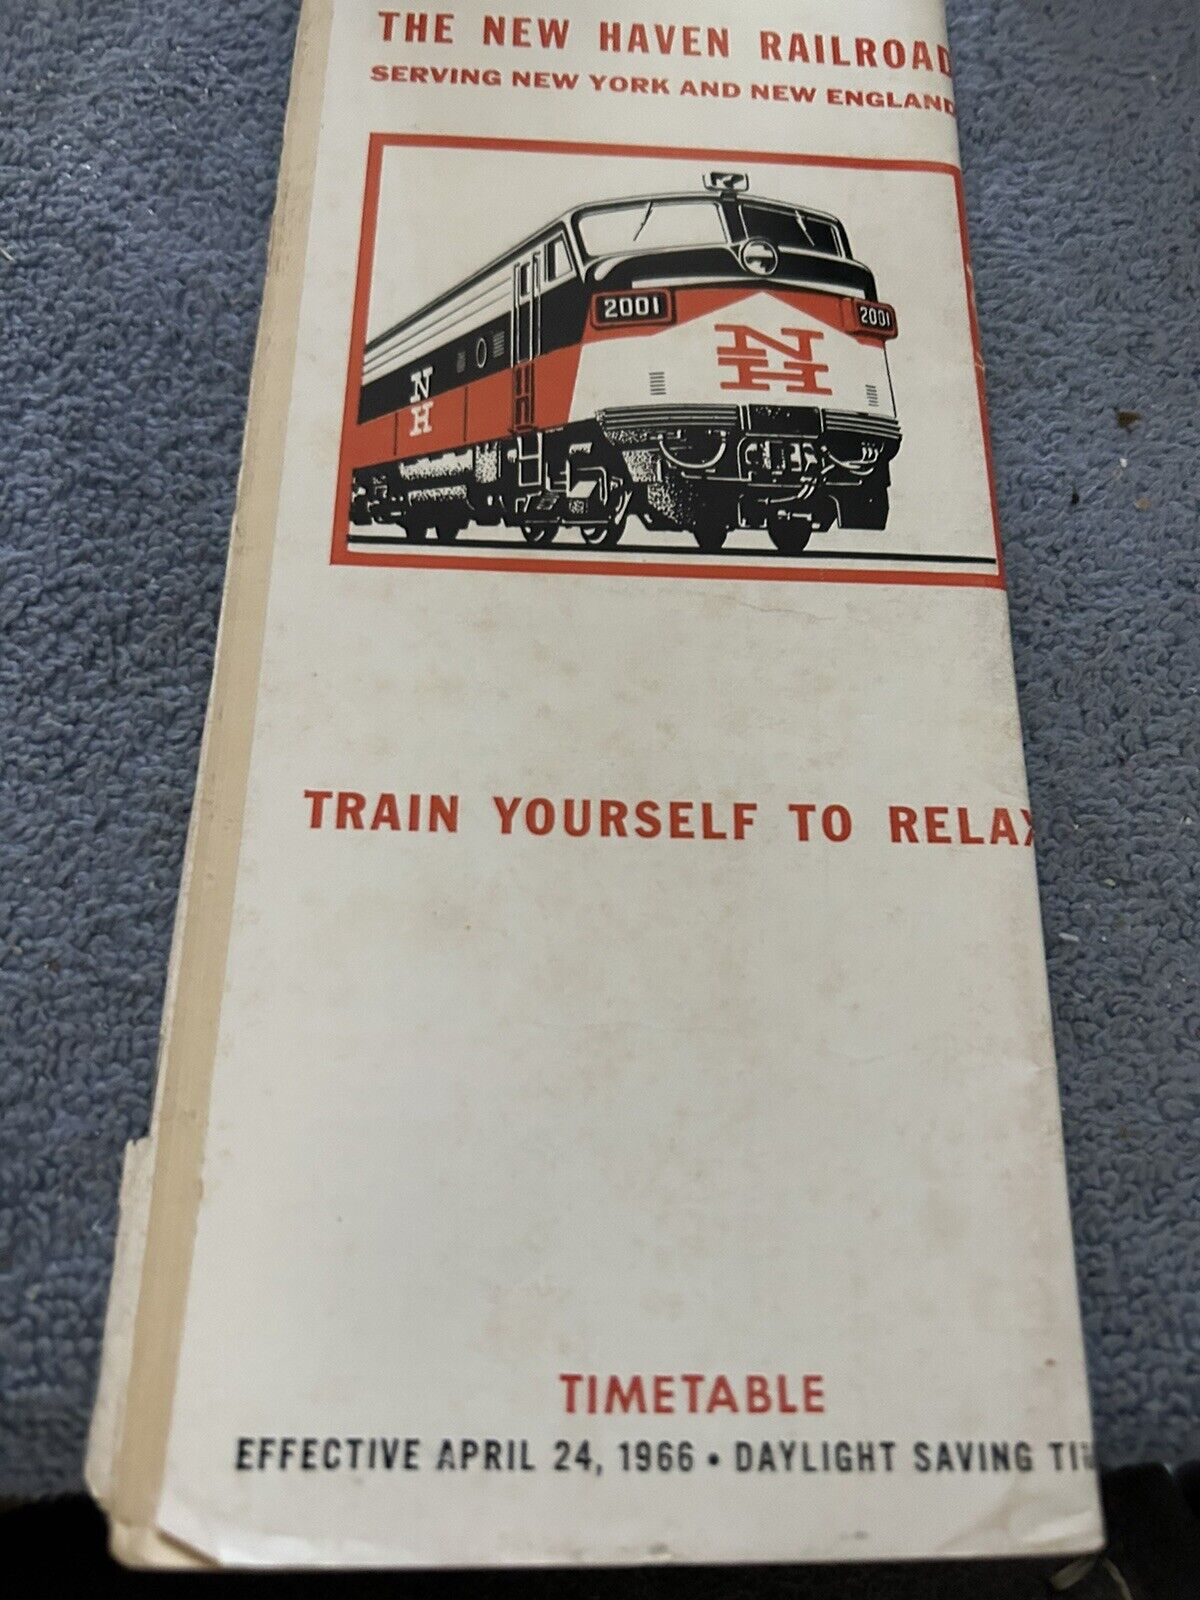 THE NEW HAVEN RAILROAD
SERVING NEW YORK AND NEW ENGLAND
2001
2001
N
H
N
H
TRAIN YOURSELF TO RELAX
TIMETABLE
EFFECTIVE APRIL 24, 1966 • DAYLIGHT SAVING